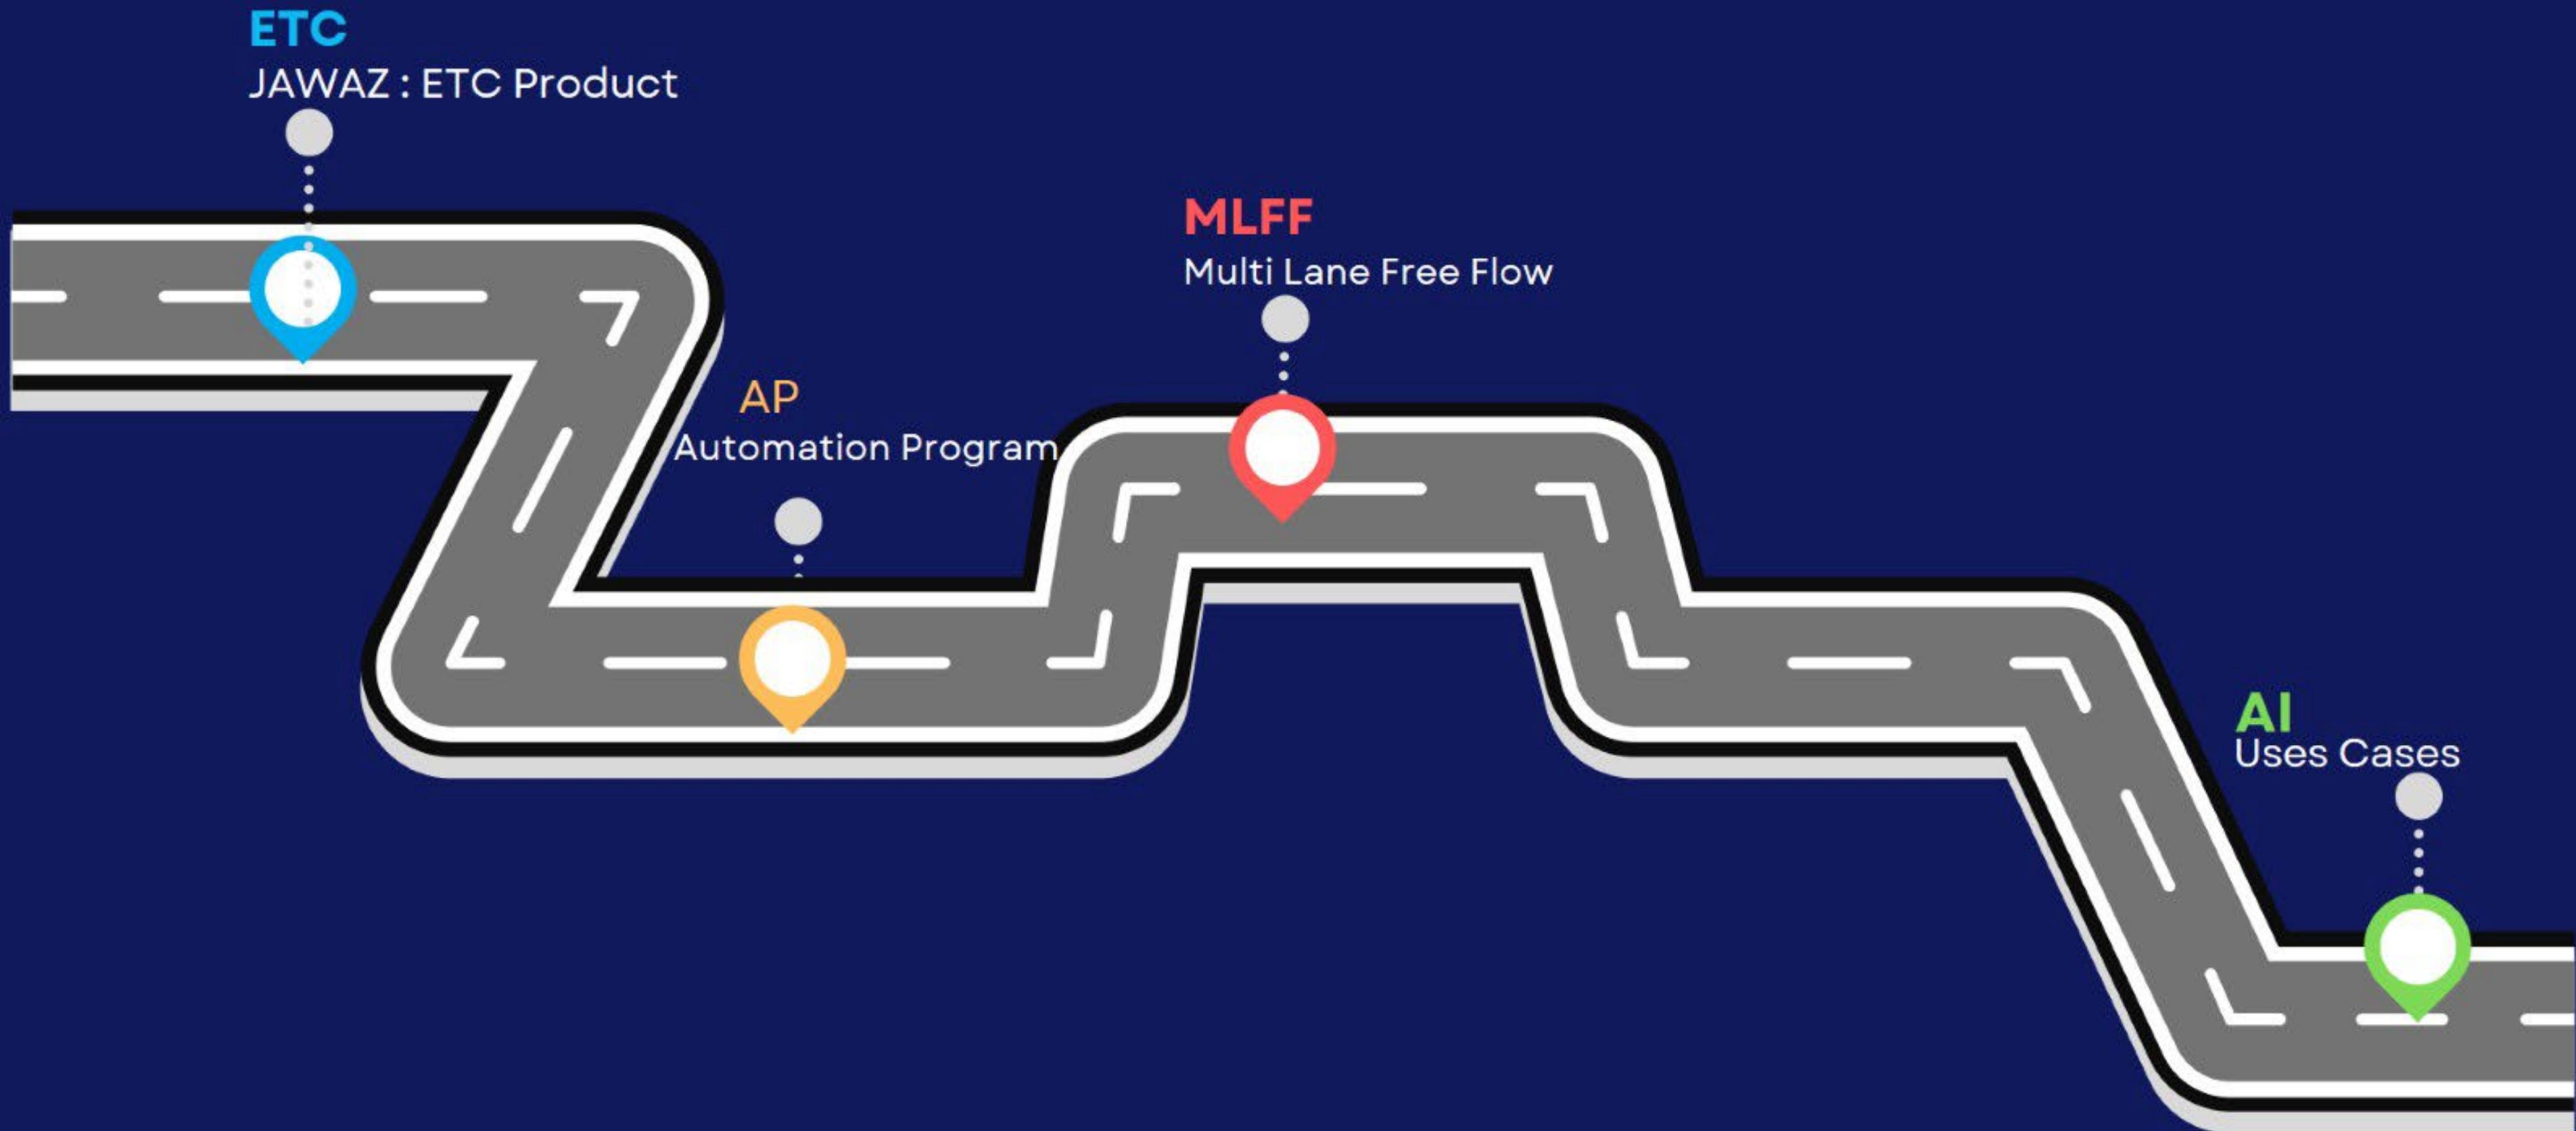 ETC
JAWAZ : ETC Product
AP
Automation Program
MLFF
Multi Lane Free Flow
AI
Uses Cases